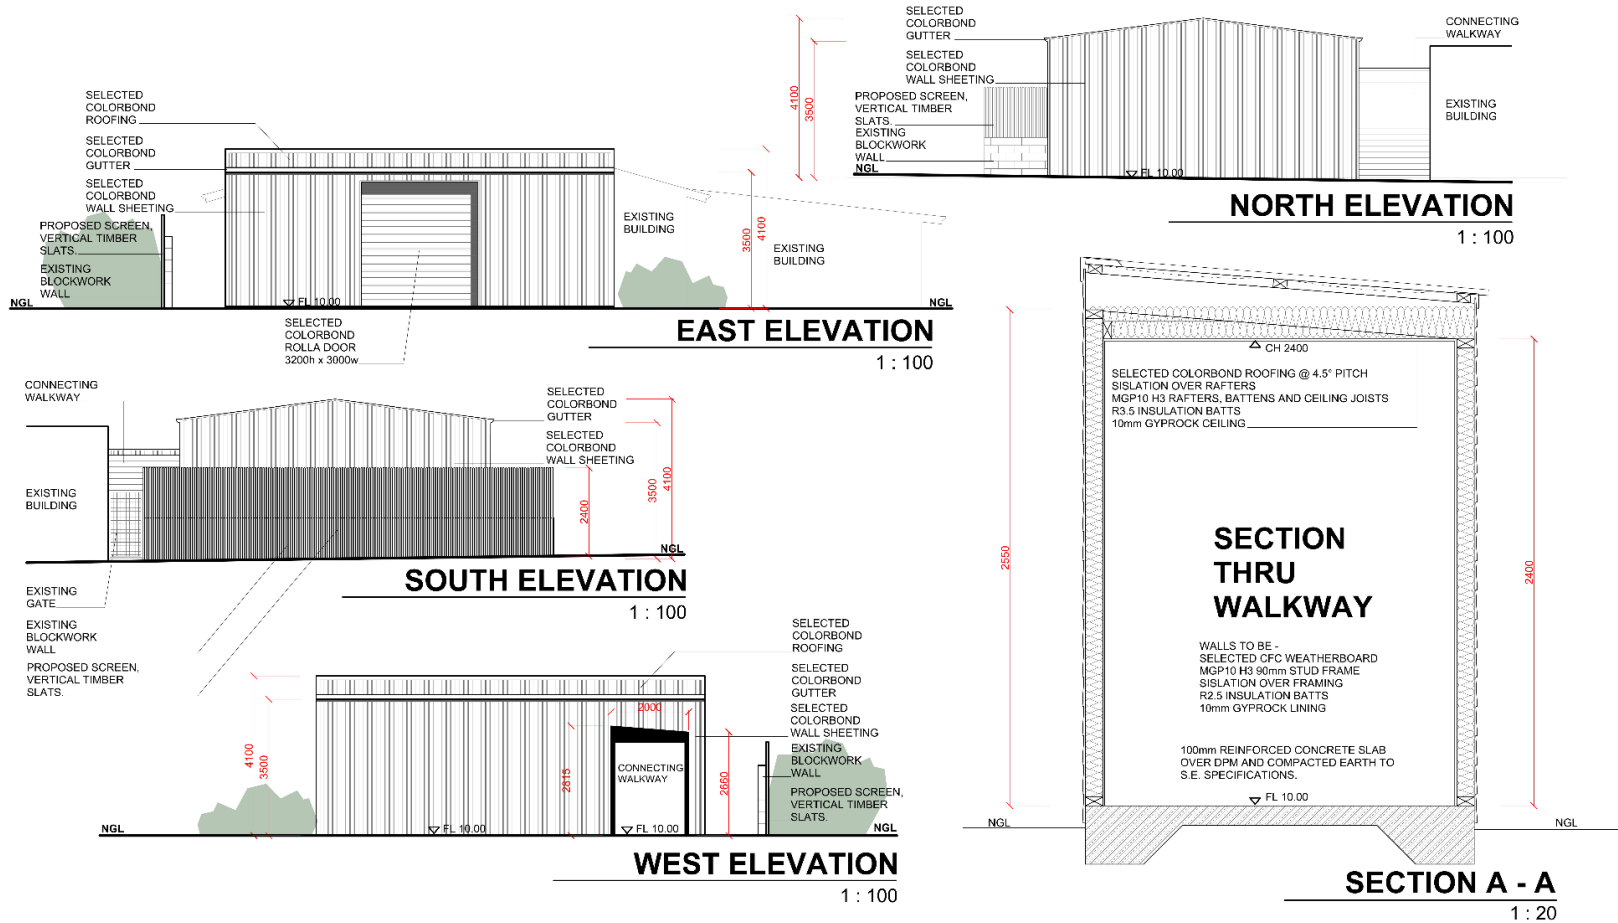 SELECTED
COLORBOND
ROOFING
SELECTED
COLORBOND
GUTTER
SELECTED
COLORBOND
WALL SHEETING
PROPOSED SCREEN,
VERTICAL TIMBER
SLATS.
EXISTING
BLOCKWORK
WALL
NGL
FL 10.00
SELECTED
COLORBOND
ROLLA DOOR
3200h x 3000w
EXISTING
BUILDING
3500
4100
EXISTING
BUILDING
NGL
EAST ELEVATION
1 : 100
SELECTED
COLORBOND
GUTTER
SELECTED
COLORBOND
WALL SHEETING
PROPOSED SCREEN,
VERTICAL TIMBER
SLATS.
EXISTING
BLOCKWORK
WALL
NGL
4100
3500
FL 10.00
CONNECTING
WALKWAY
EXISTING
BUILDING
NORTH ELEVATION
1 : 100
CONNECTING
WALKWAY
EXISTING
BUILDING
EXISTING
GATE
EXISTING
BLOCKWORK
WALL
PROPOSED SCREEN,
VERTICAL TIMBER
SLATS.
SELECTED
COLORBOND
GUTTER
SELECTED
COLORBOND
WALL SHEETING
2400
3500
4100
NGL
SOUTH ELEVATION
1 : 100
SELECTED
COLORBOND
ROOFING
SELECTED
COLORBOND
GUTTER
SELECTED
COLORBOND
WALL SHEETING
EXISTING
BLOCKWORK
WALL
PROPOSED SCREEN,
VERTICAL TIMBER
SLATS.
4100
3500
2000
2815
2660
CONNECTING
WALKWAY
NGL
FL 10.00
FL 10.00
NGL
WEST ELEVATION
1 : 100
CH 2400
SELECTED COLORBOND ROOFING @ 4.5° PITCH
SISLATION OVER RAFTERS
MGP10 H3 RAFTERS, BATTENS AND CEILING JOISTS
R3.5 INSULATION BATTS
10mm GYPROCK CEILING
2550
2400
SECTION
THRU
WALKWAY
WALLS TO BE -
SELECTED CFC WEATHERBOARD
MGP10 H3 90mm STUD FRAME
SISLATION OVER FRAMING
R2.5 INSULATION BATTS
10mm GYPROCK LINING
100mm REINFORCED CONCRETE SLAB
OVER DPM AND COMPACTED EARTH TO
S.E. SPECIFICATIONS.
FL 10.00
NGL
NGL
SECTION A - A
1 : 20